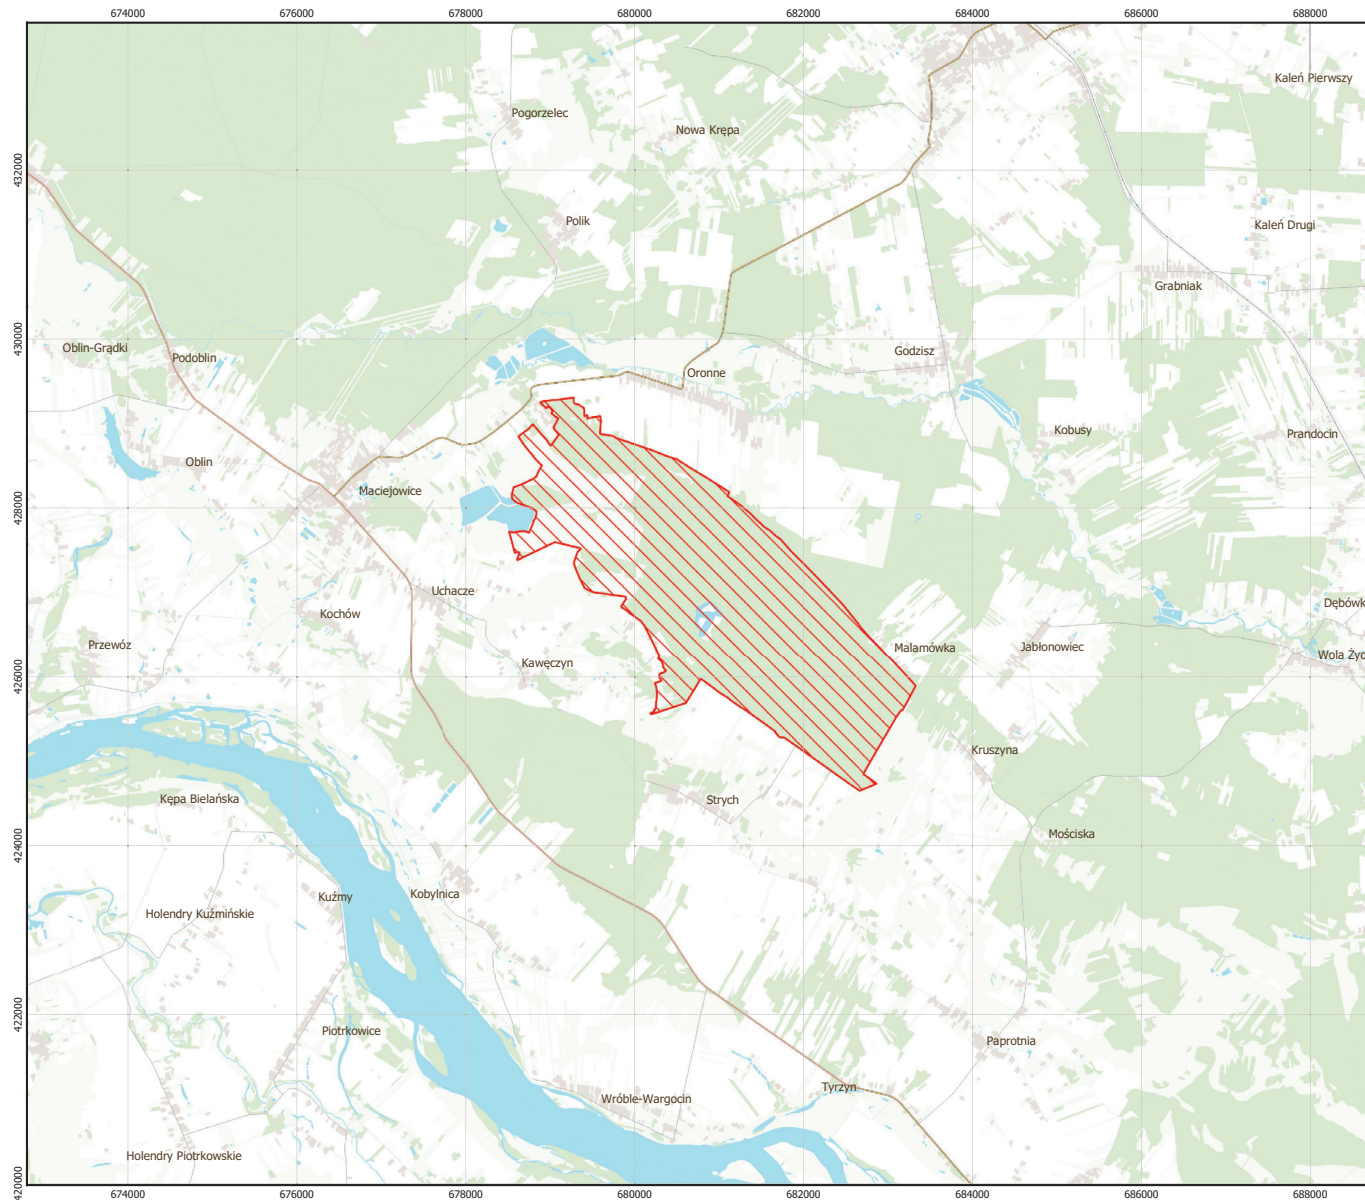 674000
676000
678000
680000
682000
684000
686000
688000
Kaleń Pierwszy
Pogorzelec
Nowa Krępa
432000
Polik
Kaleń Drugi
Grabniak
430000
Oblin-Grądki
Podoblin
Godzisz
Oronne
Kobusy
Prandocin
Oblin
Maciejowice
428000
Uchacze
Dębówk
Kochów
Przewóz
Malamówka
Jabłonowiec
Wola Życ
Kawęczyn
426000
Kruszyna
Kępa Bielańska
Strych
Mościska
424000
Kuźmy
Kobylnica
Holendry Kuźmińskie
422000
Piotrkowice
Paprotnia
Tyrzyn
Wróble-Wargocin
Holendry Piotrkowskie
420000
674000
676000
678000
680000
682000
684000
686000
688000